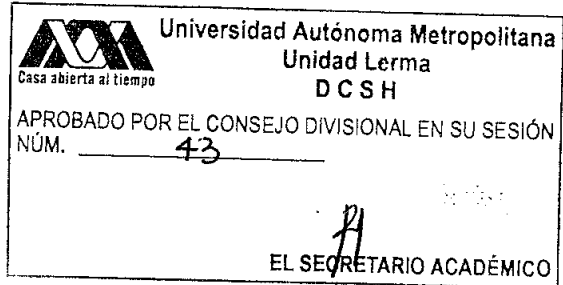 Universidad Autónoma Metropolitana
Unidad Lerma
Casa abierta al tiempo
DCSH
APROBADO POR EL CONSEJO DIVISIONAL EN SU SESIÓN
NÚM. 43
EL SECRETARIO ACADÉMICO